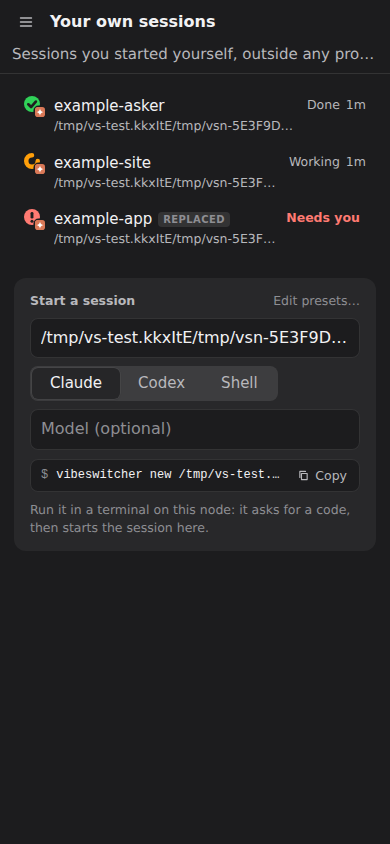 Your own sessions
Sessions you started yourself, outside any pro…
example-asker Done 1m
/tmp/vs-test.kkxItE/tmp/vsn-5E3F9D…
example-site Working 1m
/tmp/vs-test.kkxItE/tmp/vsn-5E3F…
example-app REPLACED Needs you
/tmp/vs-test.kkxItE/tmp/vsn-5E3F…
Start a session Edit presets…
/tmp/vs-test.kkxItE/tmp/vsn-5E3F9D…
Claude Codex Shell
Model (optional)
$ vibeswitcher new /tmp/vs-test.… Copy
Run it in a terminal on this node: it asks for a code,
then starts the session here.